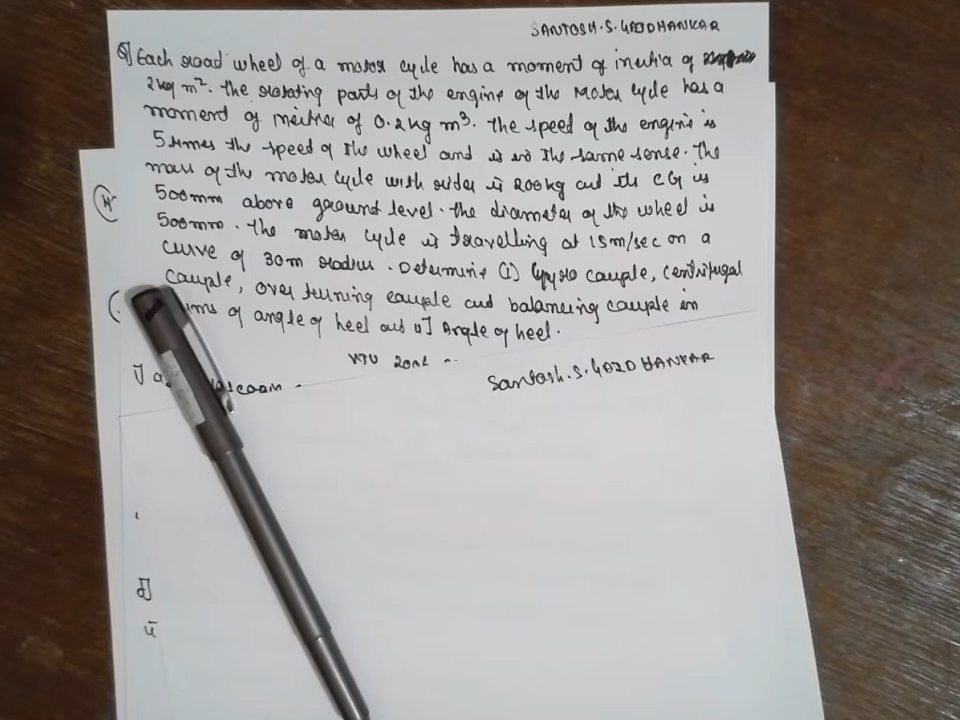 SANTOSH.S.GAJDHANKAR
Q] Each road wheel of a motor cycle has a moment of inertia of
2kg m². The rotating parts of the engine of the motor cycle has a
moment of inertia of 0.2kg m³. The speed of the engine is
5 times the speed of the wheel and is in the same sense. The
mass of the motor cycle with rider is 200kg and its CG is
500mm above ground level. The diameter of the wheel is
500mm. The motor cycle is travelling at 15m/sec on a
curve of 30m radius. Determine (i) Gyro couple, Centrifugal
couple, over turning couple and balancing couple in
of angle of heel and ii] Angle of heel.
VTU
Santosh.S.GAJDHANKAR
ii